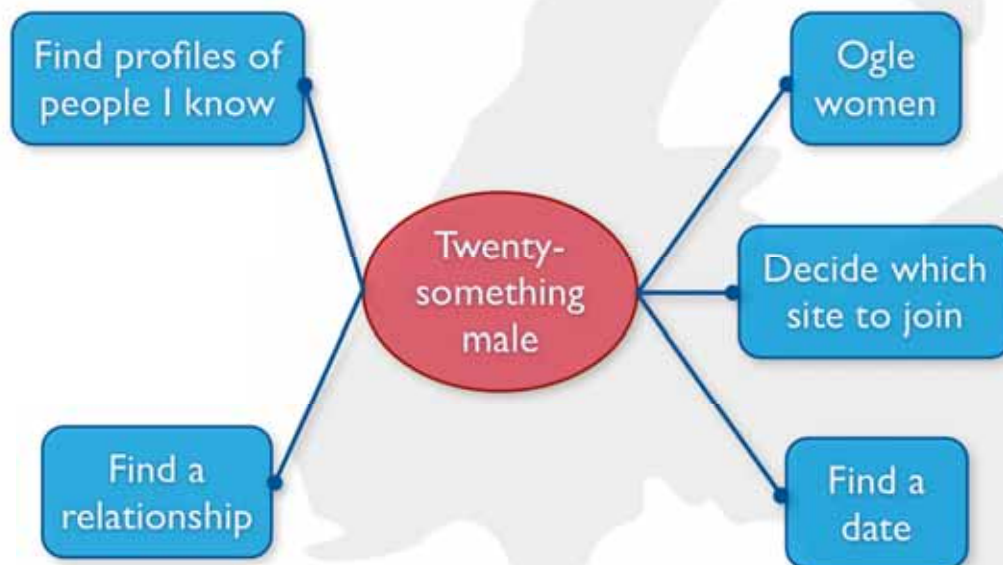 Find profiles of
people I know
Ogle
women
Twenty-
something
male
Decide which
site to join
Find a
relationship
Find a
date